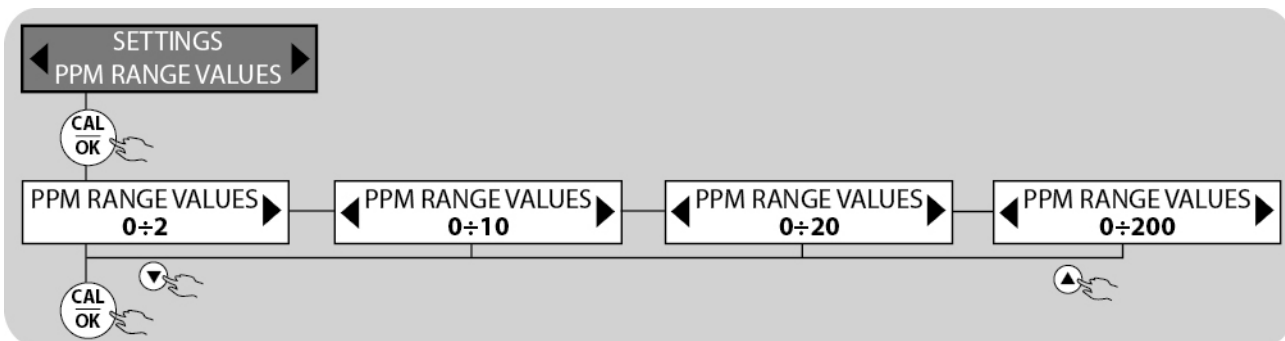 SETTINGS
PPM RANGE VALUES
CAL
OK
PPM RANGE VALUES
0÷2
PPM RANGE VALUES
0÷10
PPM RANGE VALUES
0÷20
PPM RANGE VALUES
0÷200
CAL
OK